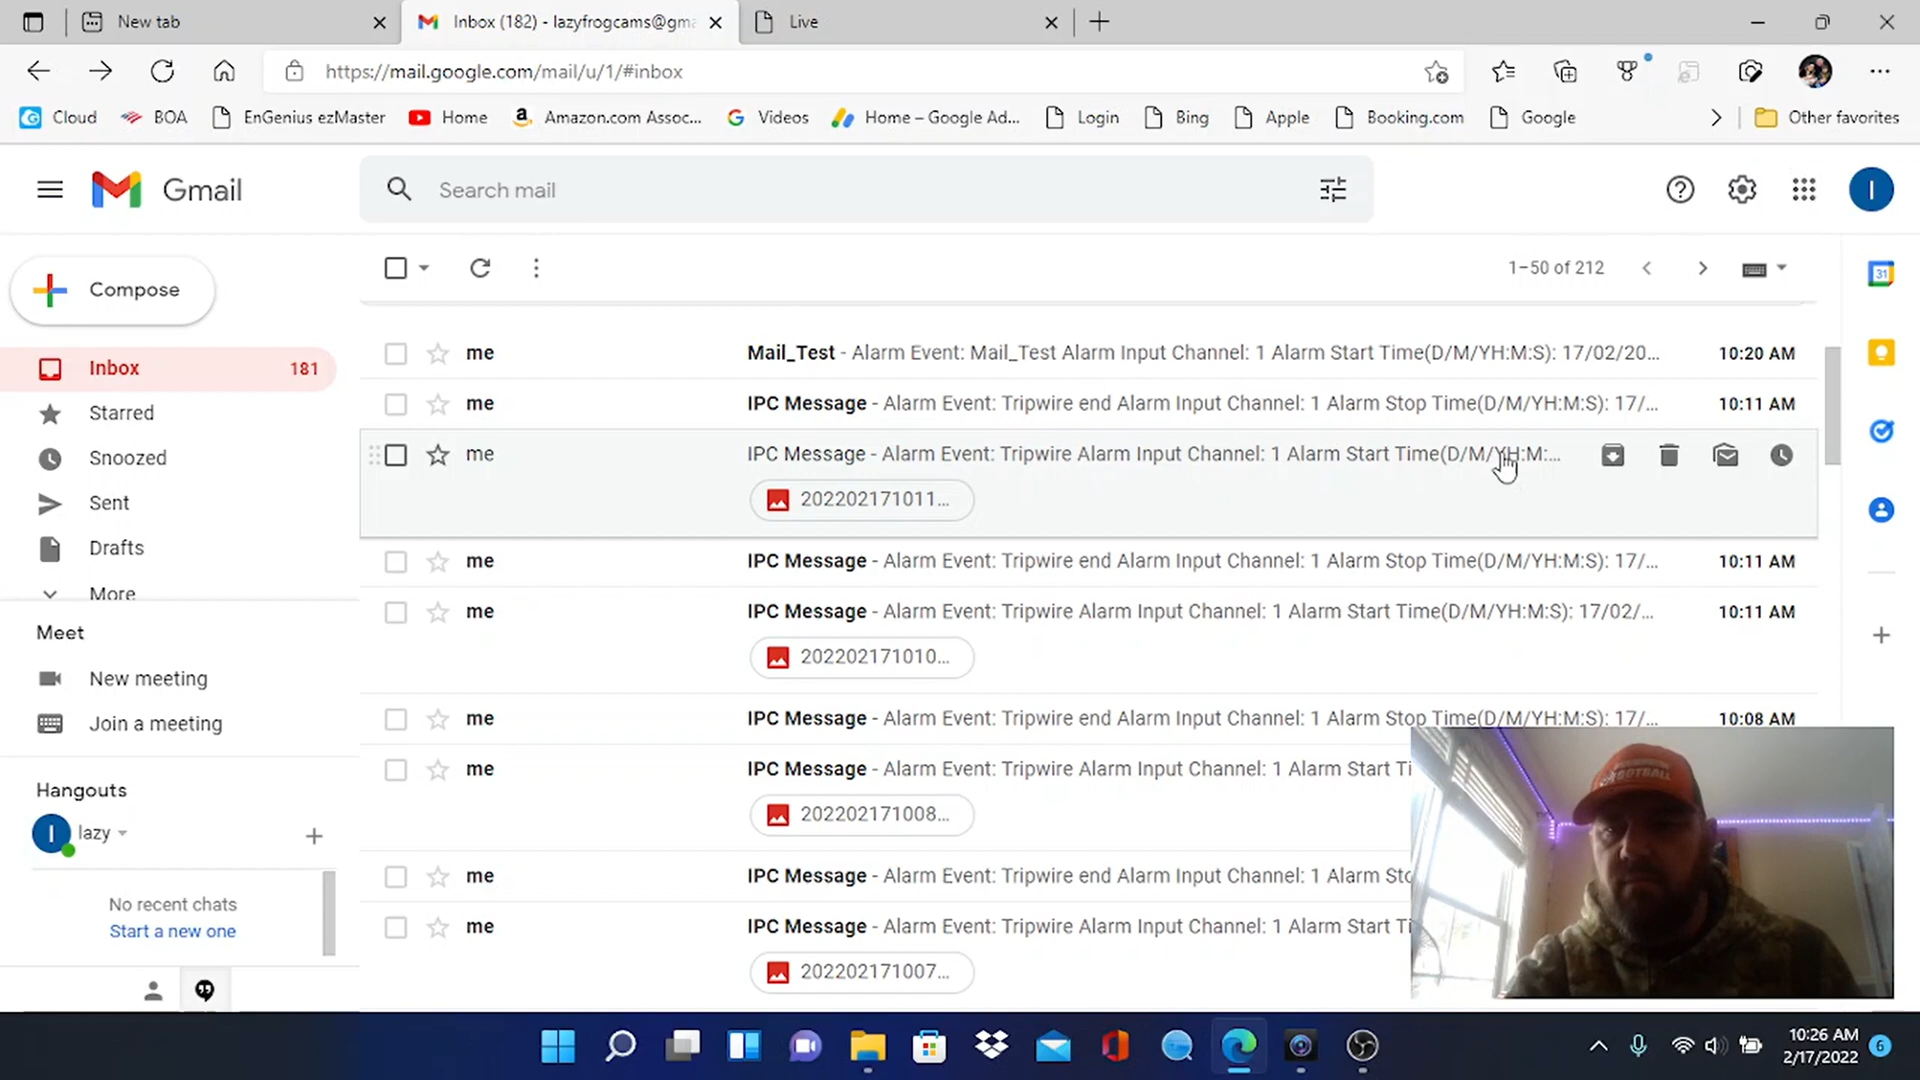 New tab
Inbox (182) - lazyfrogcams@gma
Live
https://mail.google.com/mail/u/1/#inbox
Cloud
BOA
EnGenius ezMaster
Home
Amazon.com Assoc...
Videos
Home – Google Ad...
Login
Bing
Apple
Booking.com
Google
Other favorites
Gmail
Search mail
1–50 of 212
Compose
Inbox 181
Starred
Snoozed
Sent
Drafts
More
Meet
New meeting
Join a meeting
Hangouts
lazy
No recent chats
Start a new one
me Mail_Test - Alarm Event: Mail_Test Alarm Input Channel: 1 Alarm Start Time(D/M/YH:M:S): 17/02/20... 10:20 AM
me IPC Message - Alarm Event: Tripwire end Alarm Input Channel: 1 Alarm Stop Time(D/M/YH:M:S): 17/... 10:11 AM
me IPC Message - Alarm Event: Tripwire Alarm Input Channel: 1 Alarm Start Time(D/M/YH:M:...
202202171011...
me IPC Message - Alarm Event: Tripwire end Alarm Input Channel: 1 Alarm Stop Time(D/M/YH:M:S): 17/... 10:11 AM
me IPC Message - Alarm Event: Tripwire Alarm Input Channel: 1 Alarm Start Time(D/M/YH:M:S): 17/02/... 10:11 AM
202202171010...
me IPC Message - Alarm Event: Tripwire end Alarm Input Channel: 1 Alarm Stop Time(D/M/YH:M:S): 17/... 10:08 AM
me IPC Message - Alarm Event: Tripwire Alarm Input Channel: 1 Alarm Start Ti
202202171008...
me IPC Message - Alarm Event: Tripwire end Alarm Input Channel: 1 Alarm Sto
me IPC Message - Alarm Event: Tripwire Alarm Input Channel: 1 Alarm Start Ti
202202171007...
FOOTBALL
10:26 AM
2/17/2022
6